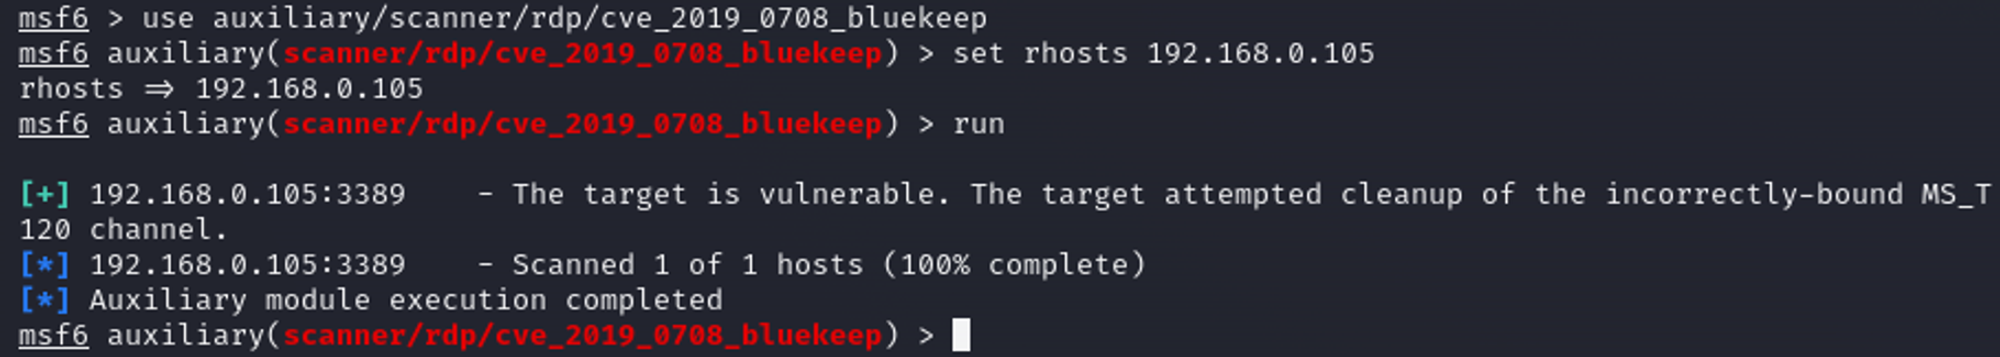 msf6 > use auxiliary/scanner/rdp/cve_2019_0708_bluekeep
msf6 auxiliary(scanner/rdp/cve_2019_0708_bluekeep) > set rhosts 192.168.0.105
rhosts => 192.168.0.105
msf6 auxiliary(scanner/rdp/cve_2019_0708_bluekeep) > run
[+] 192.168.0.105:3389    - The target is vulnerable. The target attempted cleanup of the incorrectly-bound MS_T
120 channel.
[*] 192.168.0.105:3389    - Scanned 1 of 1 hosts (100% complete)
[*] Auxiliary module execution completed
msf6 auxiliary(scanner/rdp/cve_2019_0708_bluekeep) >